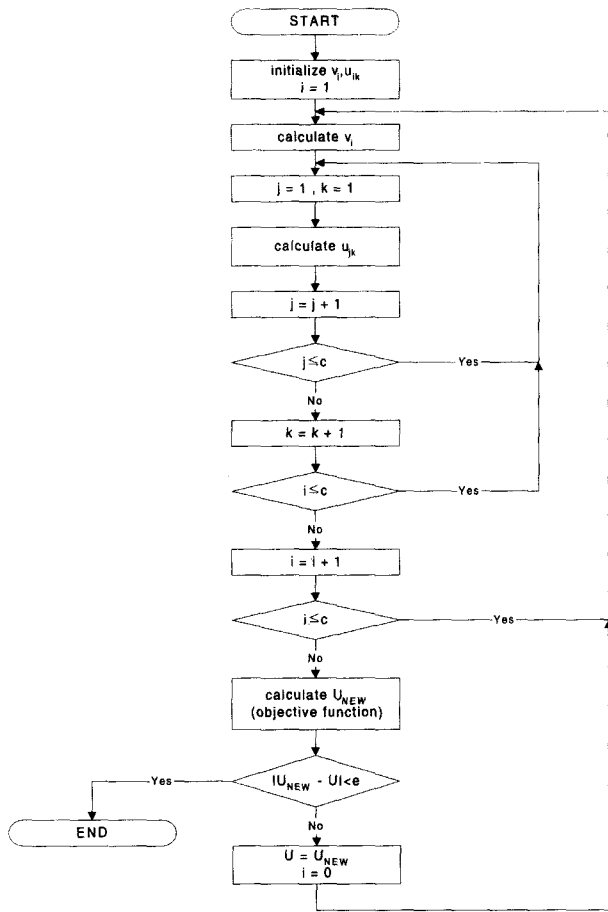 START
initialize v_i,u_ik
i = 1
calculate v_i
j = 1 , k = 1
calculate u_jk
j = j + 1
j ≤ c
Yes
No
k = k + 1
i ≤ c
Yes
No
i = i + 1
j ≤ c
Yes
No
calculate U_NEW
(objective function)
|U_NEW - U|<e
Yes
END
No
U = U_NEW
i = 0